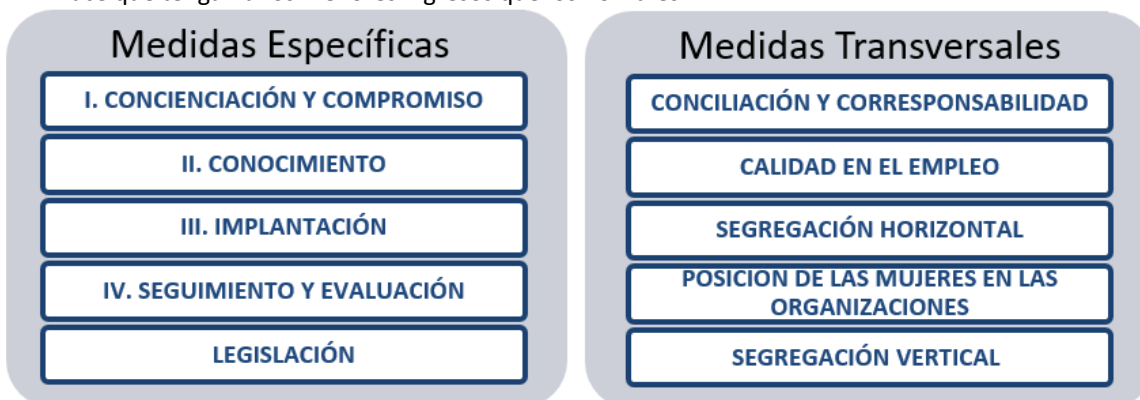 Medidas Específicas
I. CONCIENCIACIÓN Y COMPROMISO
II. CONOCIMIENTO
III. IMPLANTACIÓN
IV. SEGUIMIENTO Y EVALUACIÓN
LEGISLACIÓN
Medidas Transversales
CONCILIACIÓN Y CORRESPONSABILIDAD
CALIDAD EN EL EMPLEO
SEGREGACIÓN HORIZONTAL
POSICION DE LAS MUJERES EN LAS
ORGANIZACIONES
SEGREGACIÓN VERTICAL